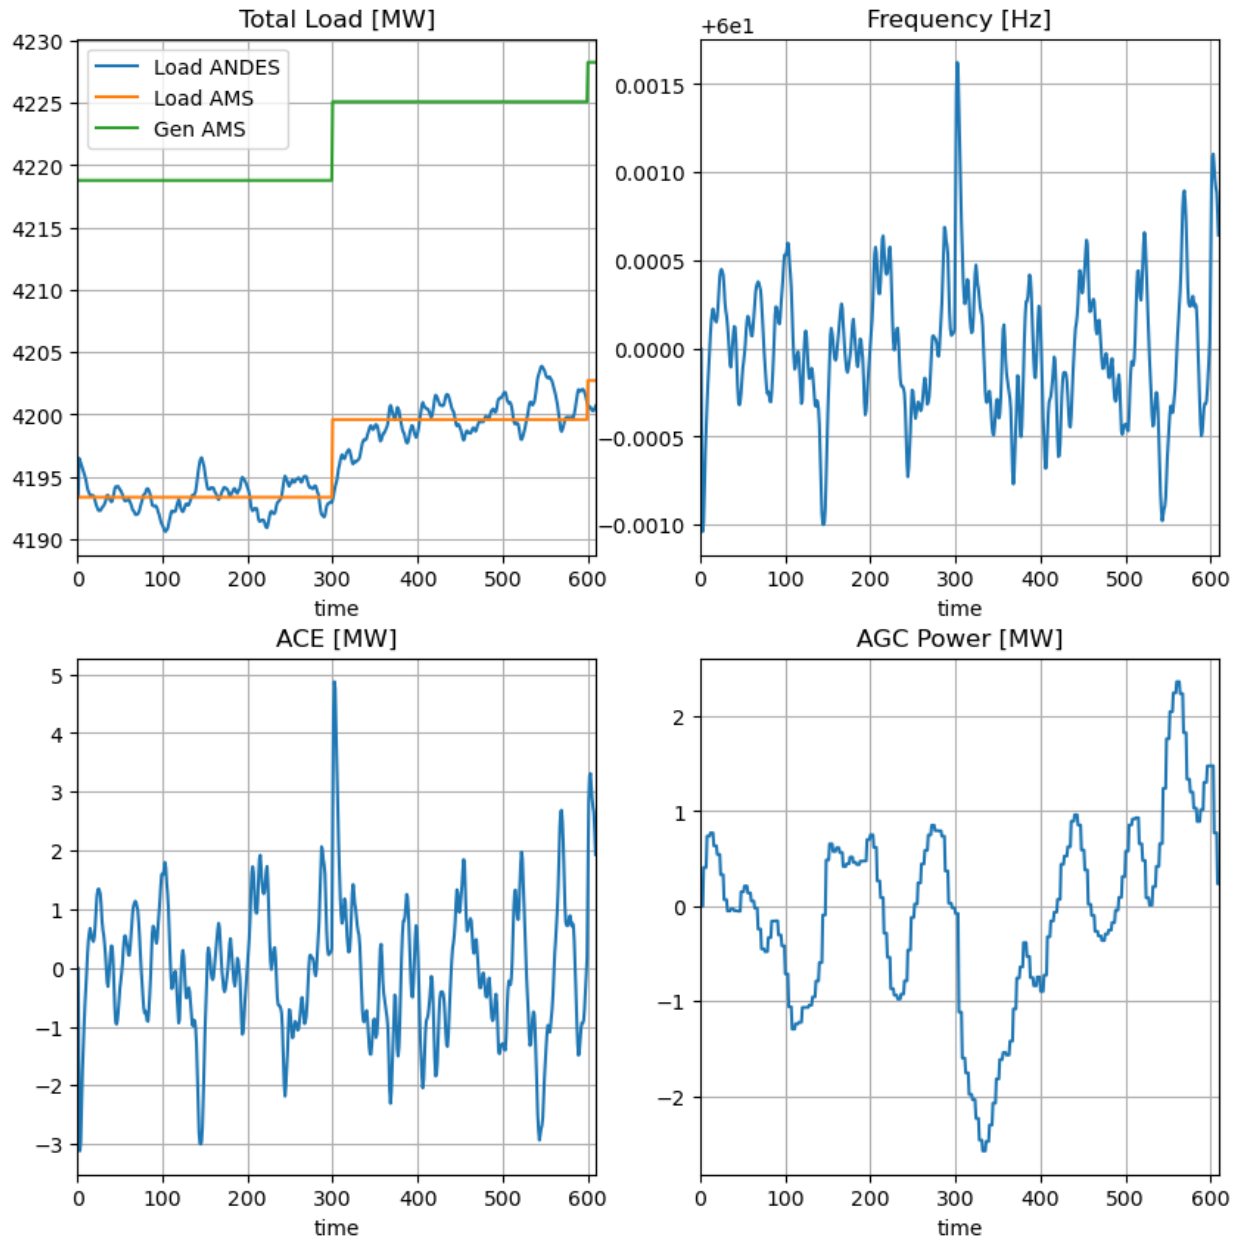 Total Load [MW]
4230
4225
4220
4215
4210
4205
4200
4195
4190
Load ANDES
Load AMS
Gen AMS
0 100 200 300 400 500 600
time
Frequency [Hz]
+6e1
0.0015
0.0010
0.0005
0.0000
−0.0005
−0.0010
0 100 200 300 400 500 600
time
ACE [MW]
5
4
3
2
1
0
−1
−2
−3
0 100 200 300 400 500 600
time
AGC Power [MW]
2
1
0
−1
−2
0 100 200 300 400 500 600
time